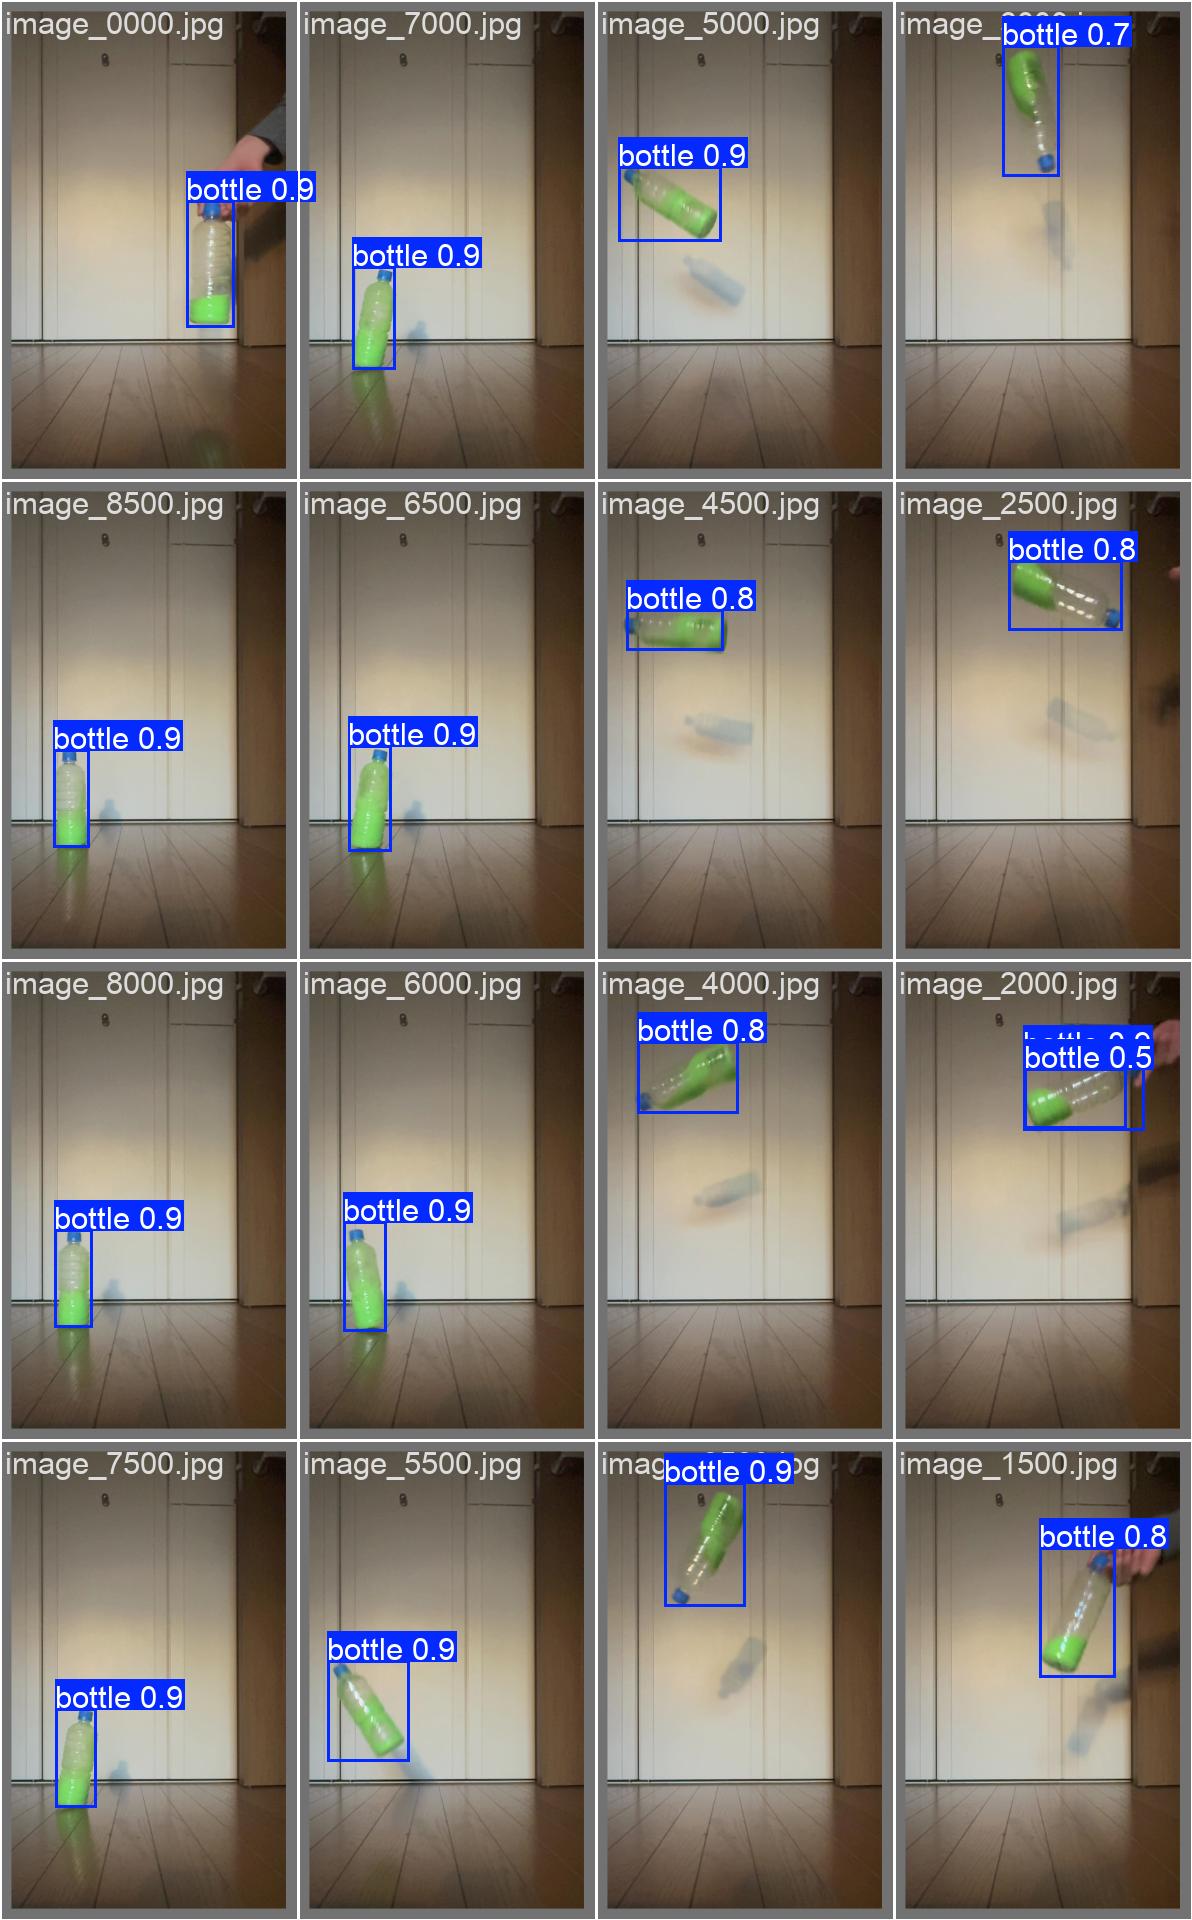 image_0000.jpg
bottle 0.9
image_7000.jpg
bottle 0.9
image_5000.jpg
bottle 0.9
bottle 0.7
image_8500.jpg
bottle 0.9
image_6500.jpg
bottle 0.9
image_4500.jpg
bottle 0.8
image_2500.jpg
bottle 0.8
image_8000.jpg
bottle 0.9
image_6000.jpg
bottle 0.9
image_4000.jpg
bottle 0.8
image_2000.jpg
bottle 0.5
image_7500.jpg
bottle 0.9
image_5500.jpg
bottle 0.9
bottle 0.9
image_1500.jpg
bottle 0.8